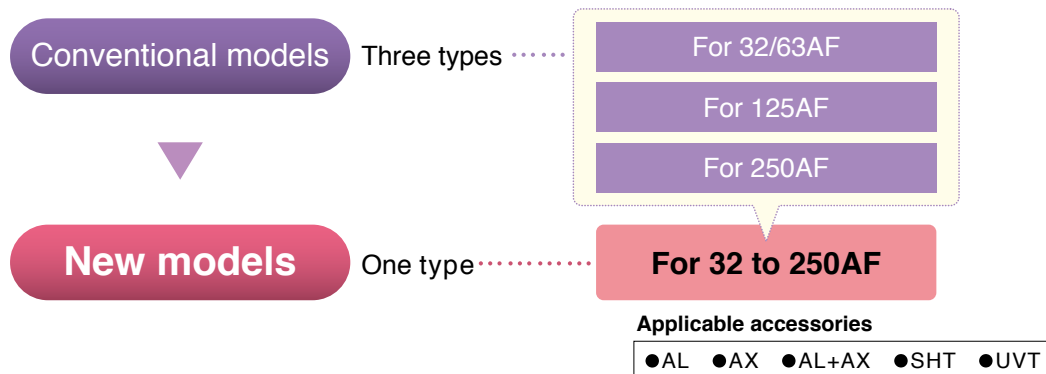 Conventional models
Three types
For 32/63AF
For 125AF
For 250AF
New models
One type
For 32 to 250AF
Applicable accessories
●AL ●AX ●AL+AX ●SHT ●UVT